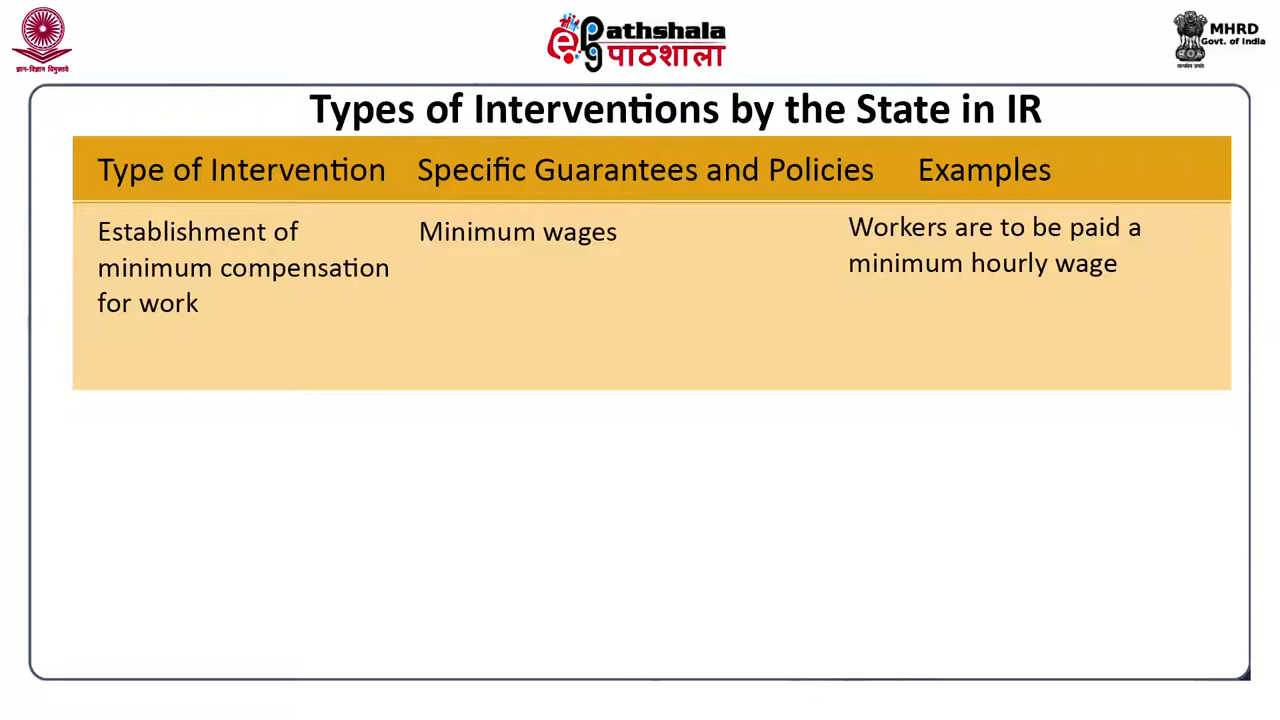 ज्ञान-विज्ञान विमुक्तये
ePG Pathshala
पाठशाला
MHRD
Govt. of India
Types of Interventions by the State in IR
Type of Intervention Specific Guarantees and Policies Examples
Establishment of
minimum compensation
for work
Minimum wages
Workers are to be paid a
minimum hourly wage